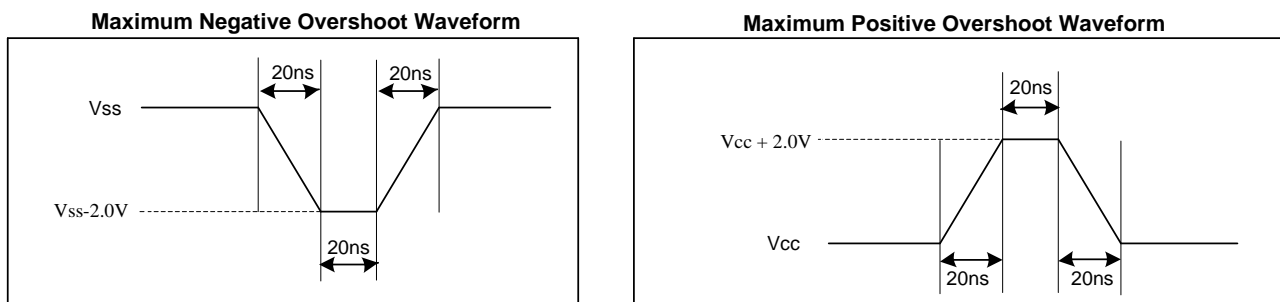 Maximum Negative Overshoot Waveform
20ns
20ns
Vss
Vss-2.0V
20ns
Maximum Positive Overshoot Waveform
20ns
Vcc + 2.0V
Vcc
20ns
20ns